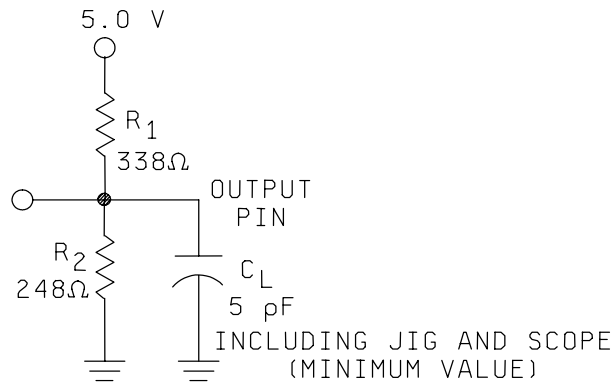 5.0 V
R1
338Ω
OUTPUT
PIN
R2
248Ω
CL
5 pF
INCLUDING JIG AND SCOPE
(MINIMUM VALUE)